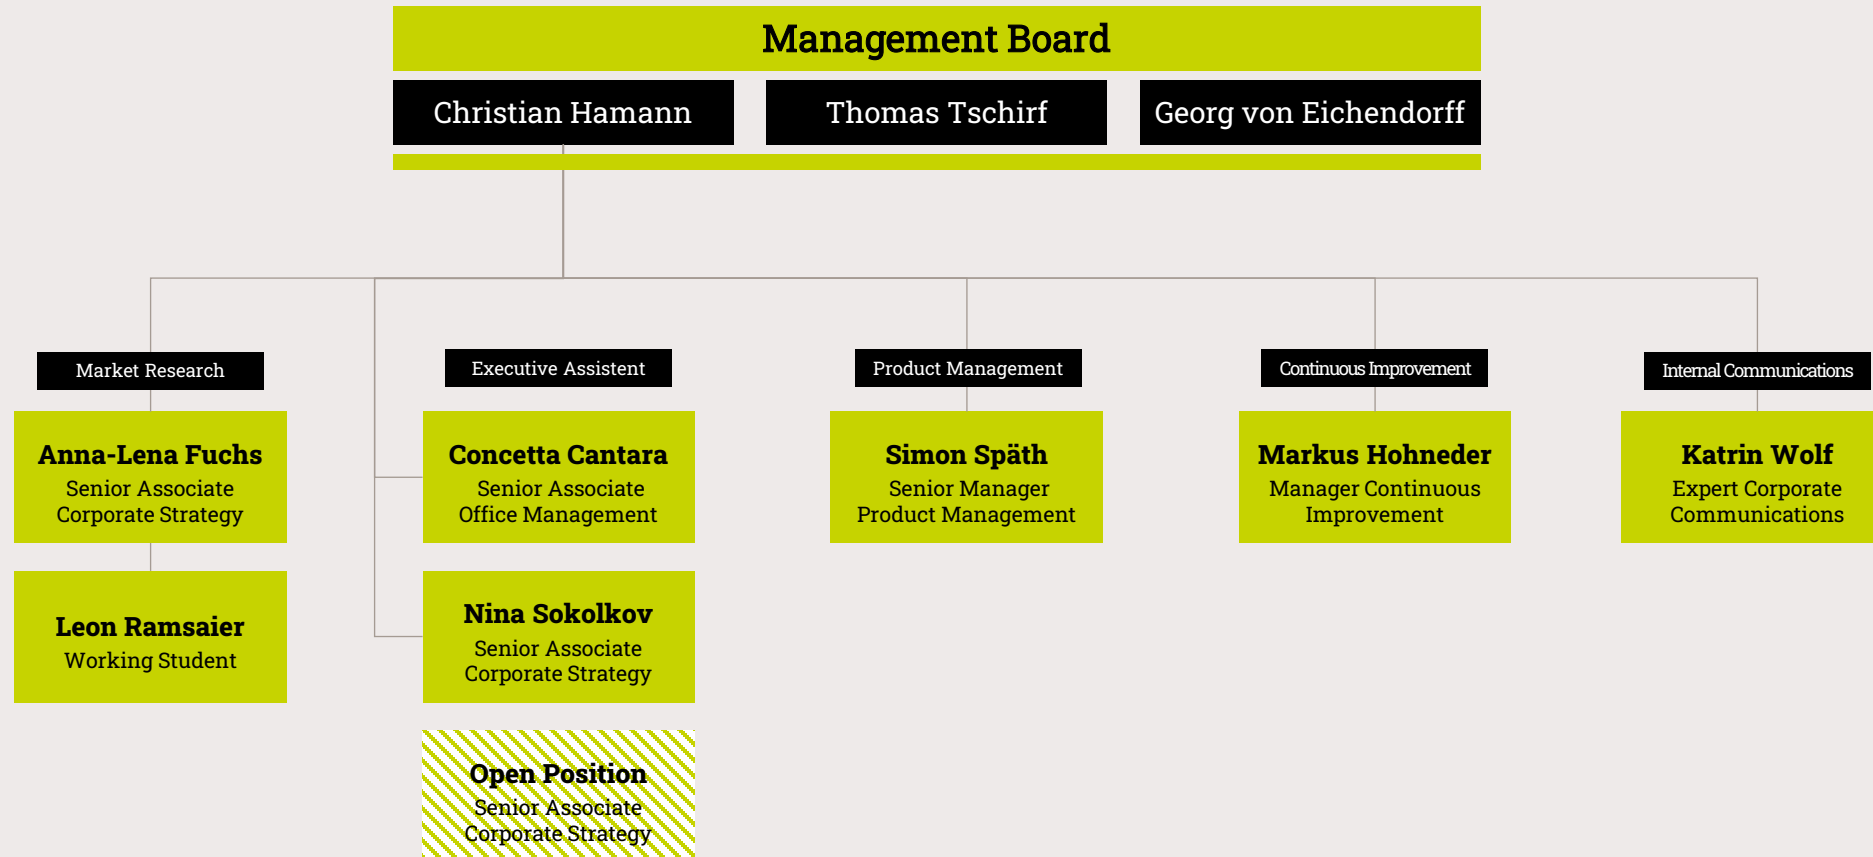 Management Board
Christian Hamann
Thomas Tschirf
Georg von Eichendorff
Market Research
Executive Assistent
Product Management
Continuous Improvement
Internal Communications
Anna-Lena Fuchs
Senior Associate
Corporate Strategy
Concetta Cantara
Senior Associate
Office Management
Simon Späth
Senior Manager
Product Management
Markus Hohneder
Manager Continuous
Improvement
Katrin Wolf
Expert Corporate
Communications
Leon Ramsaier
Working Student
Nina Sokolkov
Senior Associate
Corporate Strategy
Open Position
Senior Associate
Corporate Strategy